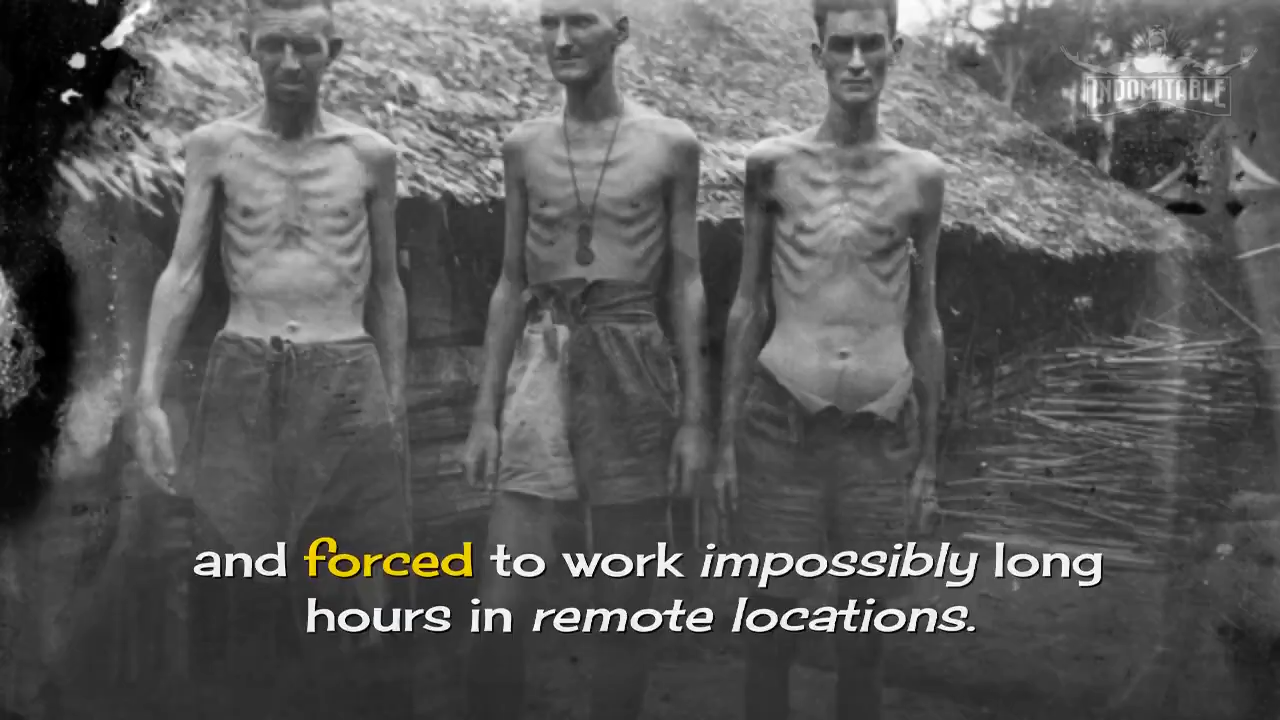 INDOMITABLE
and forced to work impossibly long
hours in remote locations.